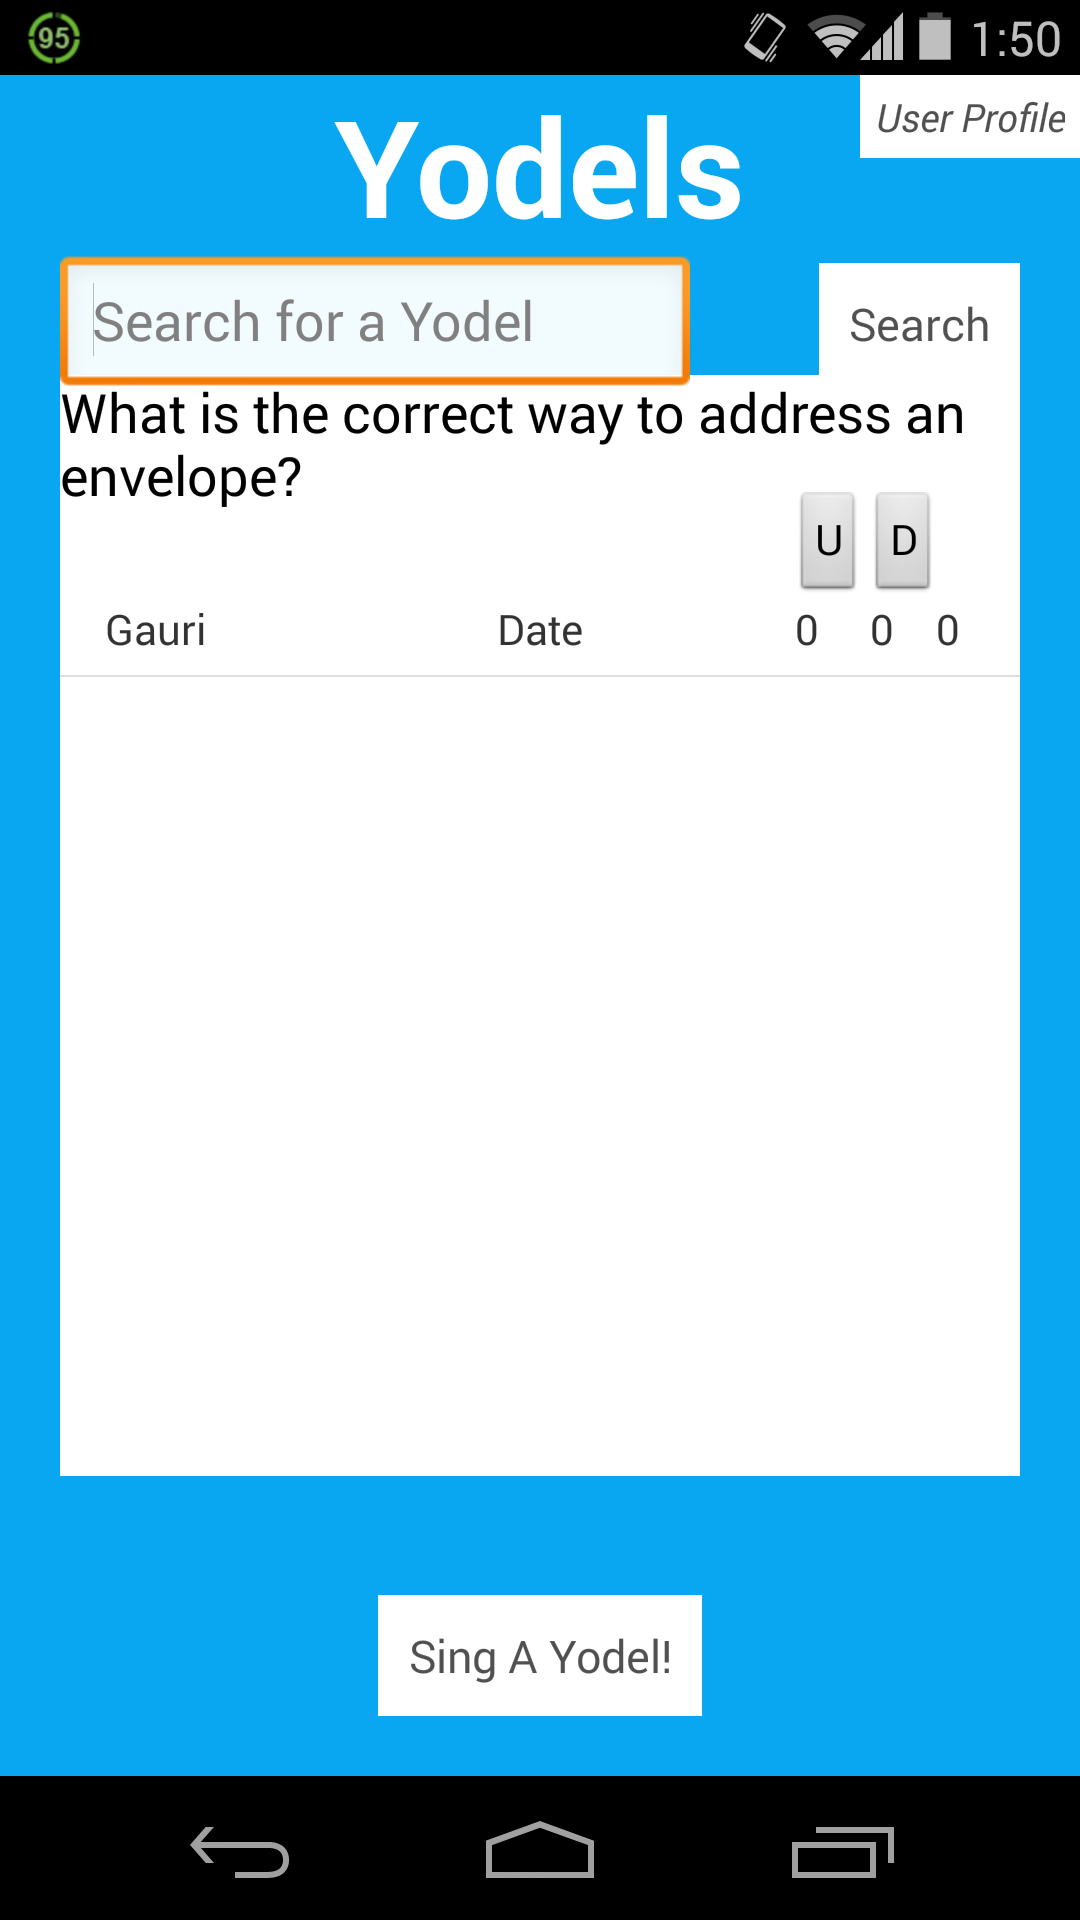 95
1:50
User Profile
Yodels
Search for a Yodel
Search
What is the correct way to address an
envelope?
U D
Gauri Date 0 0 0
Sing A Yodel!